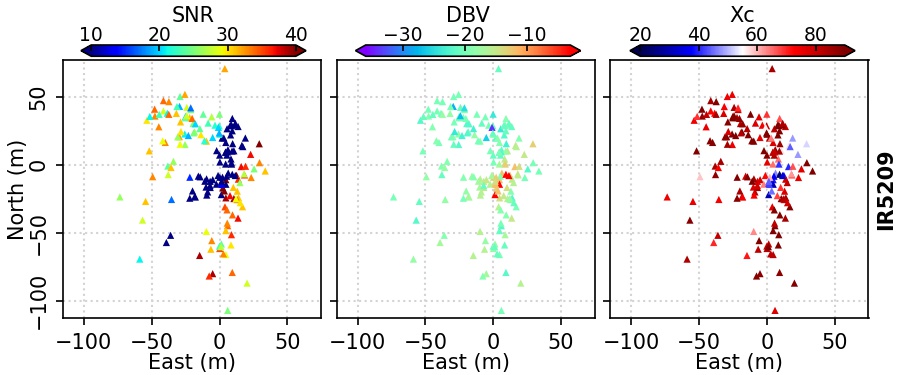 SNR DBV Xc
10 20 30 40 −30 −20 −10 20 40 60 80
50
0
−50
−100
North (m)
IR5209
−100 −50 0 50 −100 −50 0 50 −100 −50 0 50
East (m) East (m) East (m)